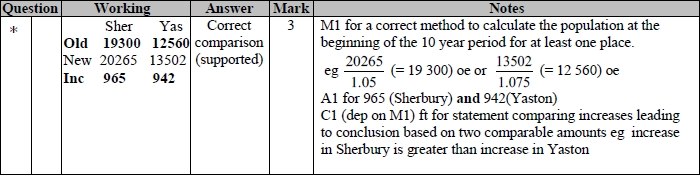 Question Working Answer Mark Notes
* Sher Yas Correct 3 M1 for a correct method to calculate the population at the
Old 19300 12560 comparison beginning of the 10 year period for at least one place.
New 20265 13502 (supported) eg 20265/1.05 (= 19 300) oe or 13502/1.075 (= 12 560) oe
Inc 965 942
A1 for 965 (Sherbury) and 942(Yaston)
C1 (dep on M1) ft for statement comparing increases leading
to conclusion based on two comparable amounts eg increase
in Sherbury is greater than increase in Yaston